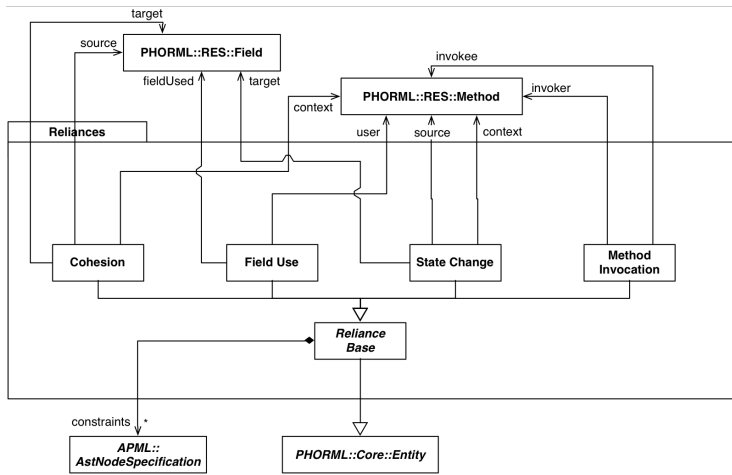 target
source
PHORML::RES::Field
invokee
fieldUsed
target
context
PHORML::RES::Method
invoker
Reliances
user
source
context
Cohesion
Field Use
State Change
Method
Invocation
Reliance
Base
constraints
*
APML::
AstNodeSpecification
PHORML::Core::Entity